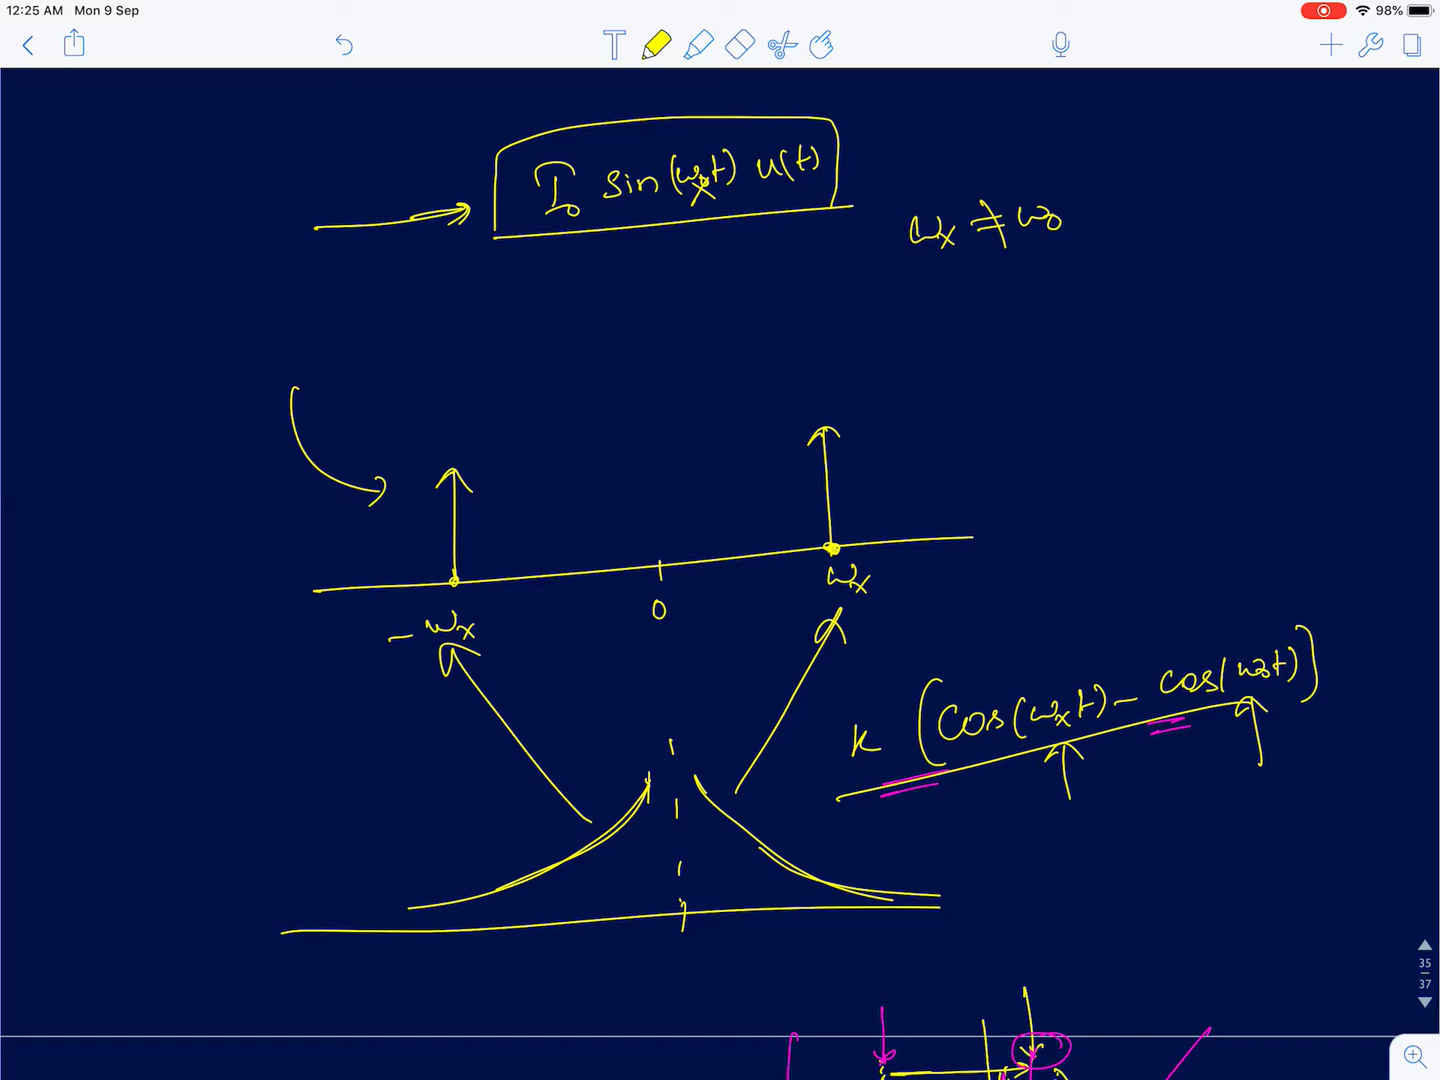 12:25 AM Mon 9 Sep
98%
T
I₀ sin(ωₓt) u(t)
ωₓ ≠ ω₀
ωₓ
0
- ωₓ
k (cos(ωₓt) - cos(ω₀t))
35
37